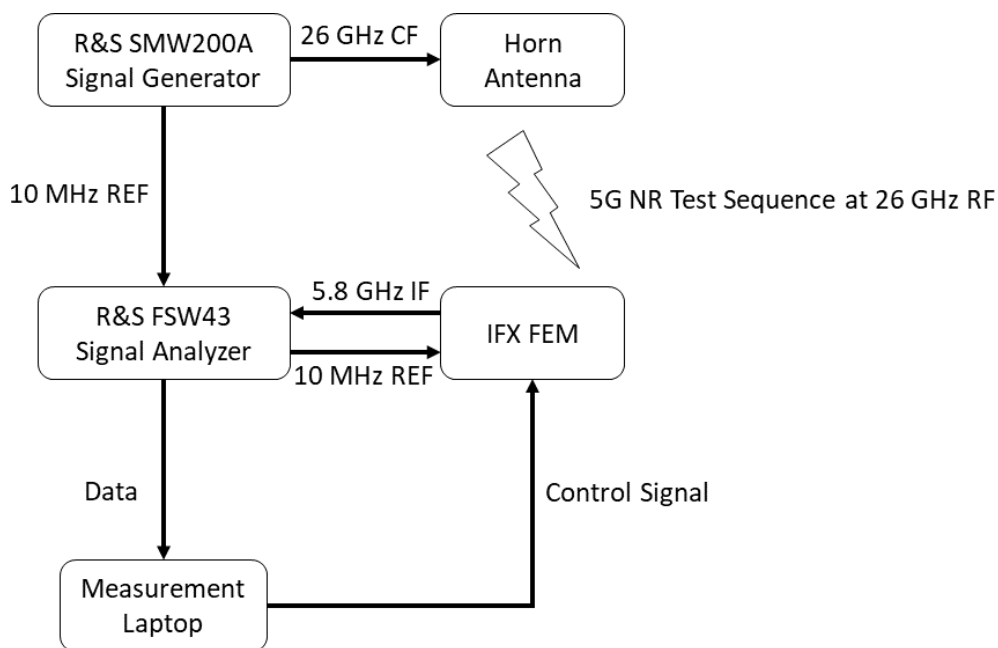 R&S SMW200A
Signal Generator
26 GHz CF
Horn
Antenna
10 MHz REF
5G NR Test Sequence at 26 GHz RF
R&S FSW43
Signal Analyzer
5.8 GHz IF
10 MHz REF
IFX FEM
Data
Control Signal
Measurement
Laptop